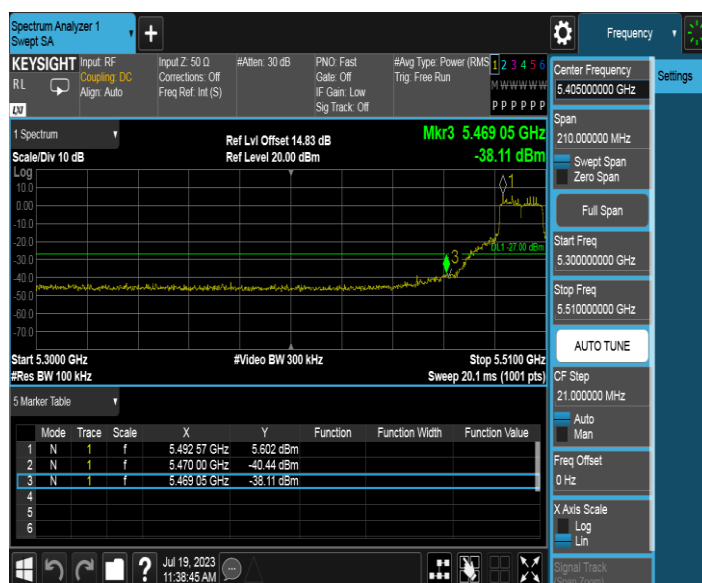 Spectrum Analyzer 1
Swept SA
Frequency
KEYSIGHT
RL
LXI
Input: RF
Coupling: DC
Align: Auto
Input Z: 50 Ω
Corrections: Off
Freq Ref: Int (S)
#Atten: 30 dB
PNO: Fast
Gate: Off
IF Gain: Low
Sig Track: Off
#Avg Type: Power (RMS
Trig: Free Run
1 2 3 4 5 6
M W W W W W
P P P P P P
Center Frequency
5.405000000 GHz
Settings
Span
210.000000 MHz
Swept Span
Zero Span
Full Span
Start Freq
5.300000000 GHz
Stop Freq
5.510000000 GHz
AUTO TUNE
CF Step
21.000000 MHz
Auto
Man
Freq Offset
0 Hz
X Axis Scale
Log
Lin
Signal Track
(Span Zoom)
1 Spectrum
Scale/Div 10 dB
Ref Lvl Offset 14.83 dB
Ref Level 20.00 dBm
Mkr3 5.469 05 GHz
-38.11 dBm
Log
10.0
0.00
-10.0
-20.0
-30.0
-40.0
-50.0
-60.0
-70.0
1
3
DL1 -27.00 dBm
Start 5.3000 GHz
#Res BW 100 kHz
#Video BW 300 kHz
Stop 5.5100 GHz
Sweep 20.1 ms (1001 pts)
5 Marker Table
Mode Trace Scale X Y Function Function Width Function Value
1 N 1 f 5.492 57 GHz 5.602 dBm
2 N 1 f 5.470 00 GHz -40.44 dBm
3 N 1 f 5.469 05 GHz -38.11 dBm
4
5
6
Jul 19, 2023
11:38:45 AM